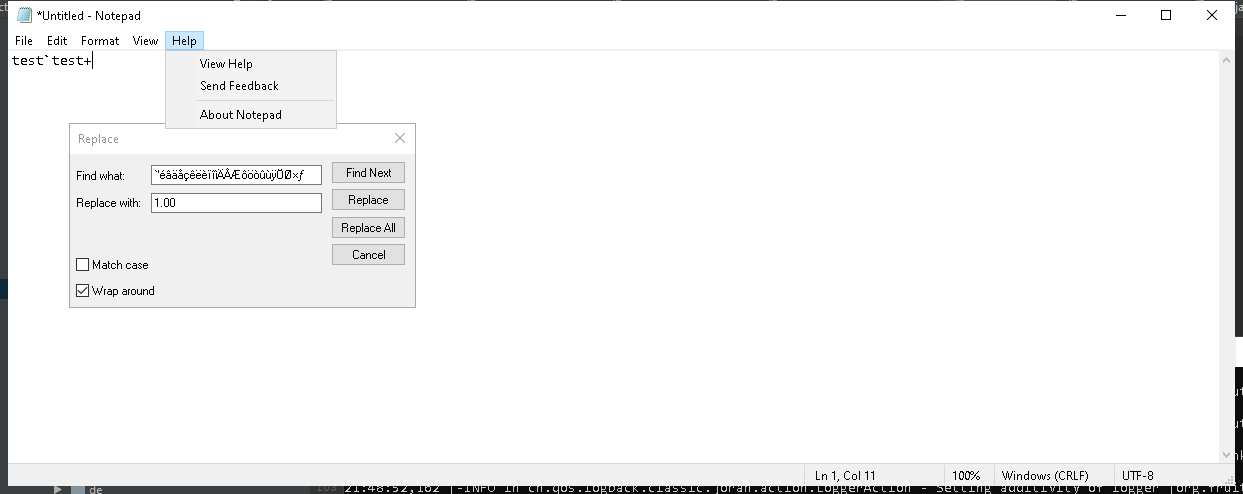 *Untitled - Notepad
File Edit Format View Help
test`test+
View Help
Send Feedback
About Notepad
Replace
Find what:
Find Next
Replace with: 1.00
Replace
Replace All
Cancel
Match case
Wrap around
Ln 1, Col 11
100%
Windows (CRLF)
UTF-8
de
21:48:52,162 |-INFO in ch.qos.logback.classic.joran.action.LoggerAction - Setting additivity of logger